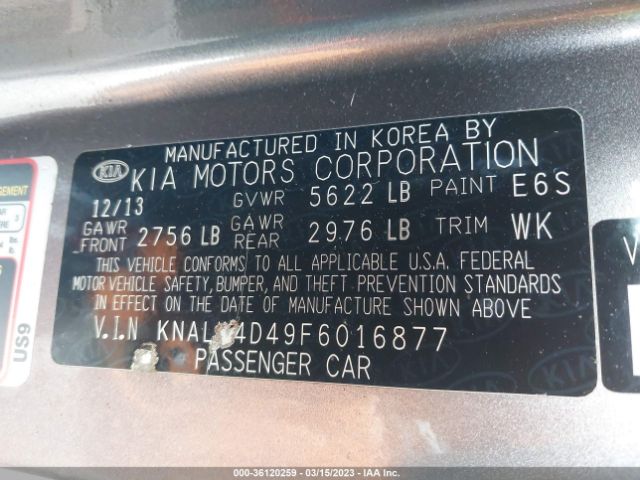 MANUFACTURED IN KOREA BY
KIA KIA MOTORS CORPORATION
12/13 GVWR 5622 LB PAINT E6S
GAWR FRONT 2756 LB GAWR REAR 2976 LB TRIM WK
THIS VEHICLE CONFORMS TO ALL APPLICABLE U.S.A. FEDERAL
MOTOR VEHICLE SAFETY, BUMPER, AND THEFT PREVENTION STANDARDS
IN EFFECT ON THE DATE OF MANUFACTURE SHOWN ABOVE
V.I.N
PASSENGER CAR
US9
000-36120259 - 03/15/2023 - IAA Inc.